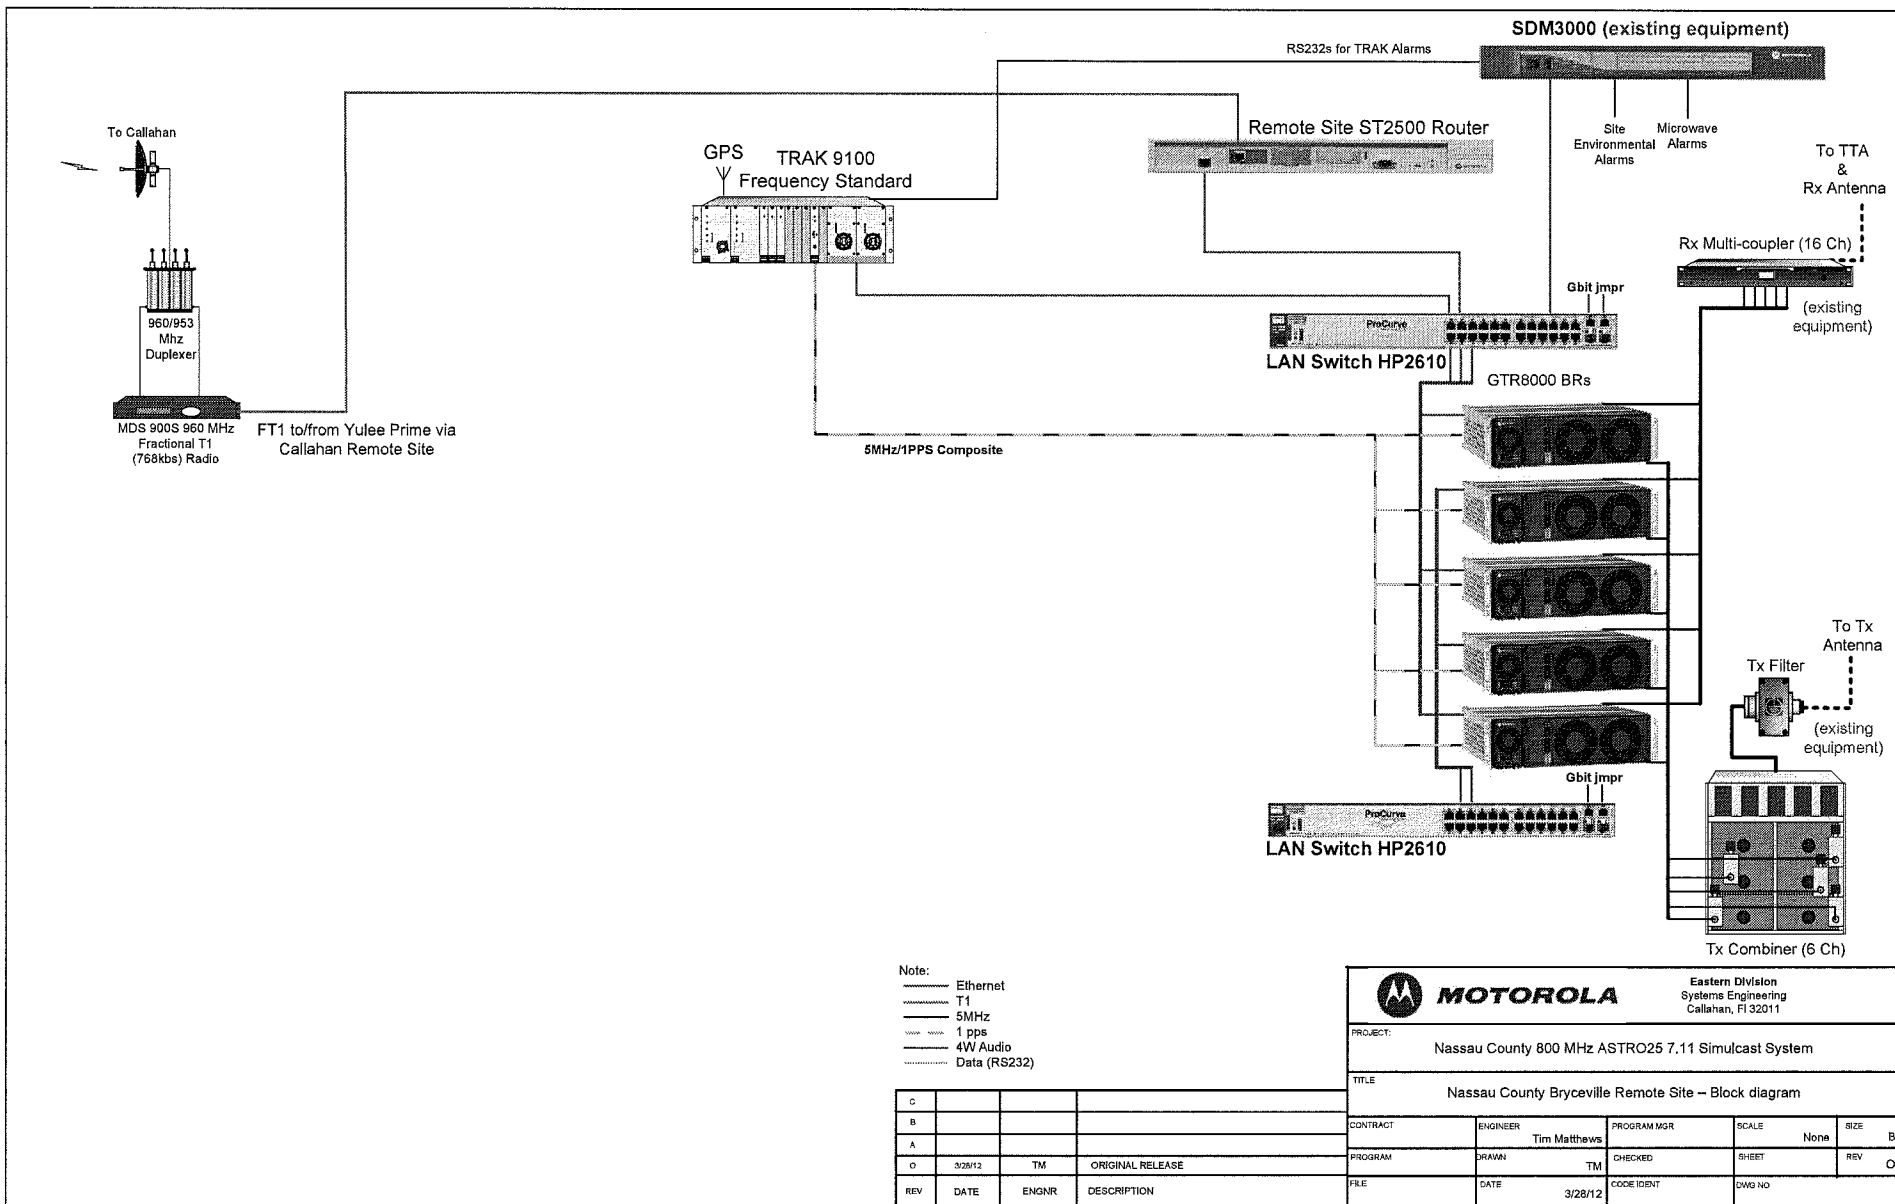 SDM3000 (existing equipment)
RS232s for TRAK Alarms
To Callahan
Remote Site ST2500 Router
Site
Environmental
Alarms
Microwave
Alarms
GPS
TRAK 9100
Frequency Standard
To TTA
&
Rx Antenna
Rx Multi-coupler (16 Ch)
(existing
equipment)
Gbit jmpr
ProCurve
LAN Switch HP2610
960/953
Mhz
Duplexer
GTR8000 BRs
MDS 900S 960 MHz
Fractional T1
(768kbs) Radio
FT1 to/from Yulee Prime via
Callahan Remote Site
5MHz/1PPS Composite
To Tx
Antenna
Tx Filter
(existing
equipment)
Gbit jmpr
ProCurve
LAN Switch HP2610
Tx Combiner (6 Ch)
Note:
Ethernet
T1
5MHz
1 pps
4W Audio
Data (RS232)
MOTOROLA
Eastern Division
Systems Engineering
Callahan, Fl 32011
PROJECT:
Nassau County 800 MHz ASTRO25 7.11 Simulcast System
TITLE
Nassau County Bryceville Remote Site – Block diagram
CONTRACT
ENGINEER
Tim Matthews
PROGRAM MGR
SCALE
None
SIZE
B
PROGRAM
DRAWN
TM
CHECKED
SHEET
REV
O
FILE
DATE
3/28/12
CODE IDENT
DWG NO
C
B
A
O 3/28/12 TM ORIGINAL RELEASE
REV DATE ENGNR DESCRIPTION